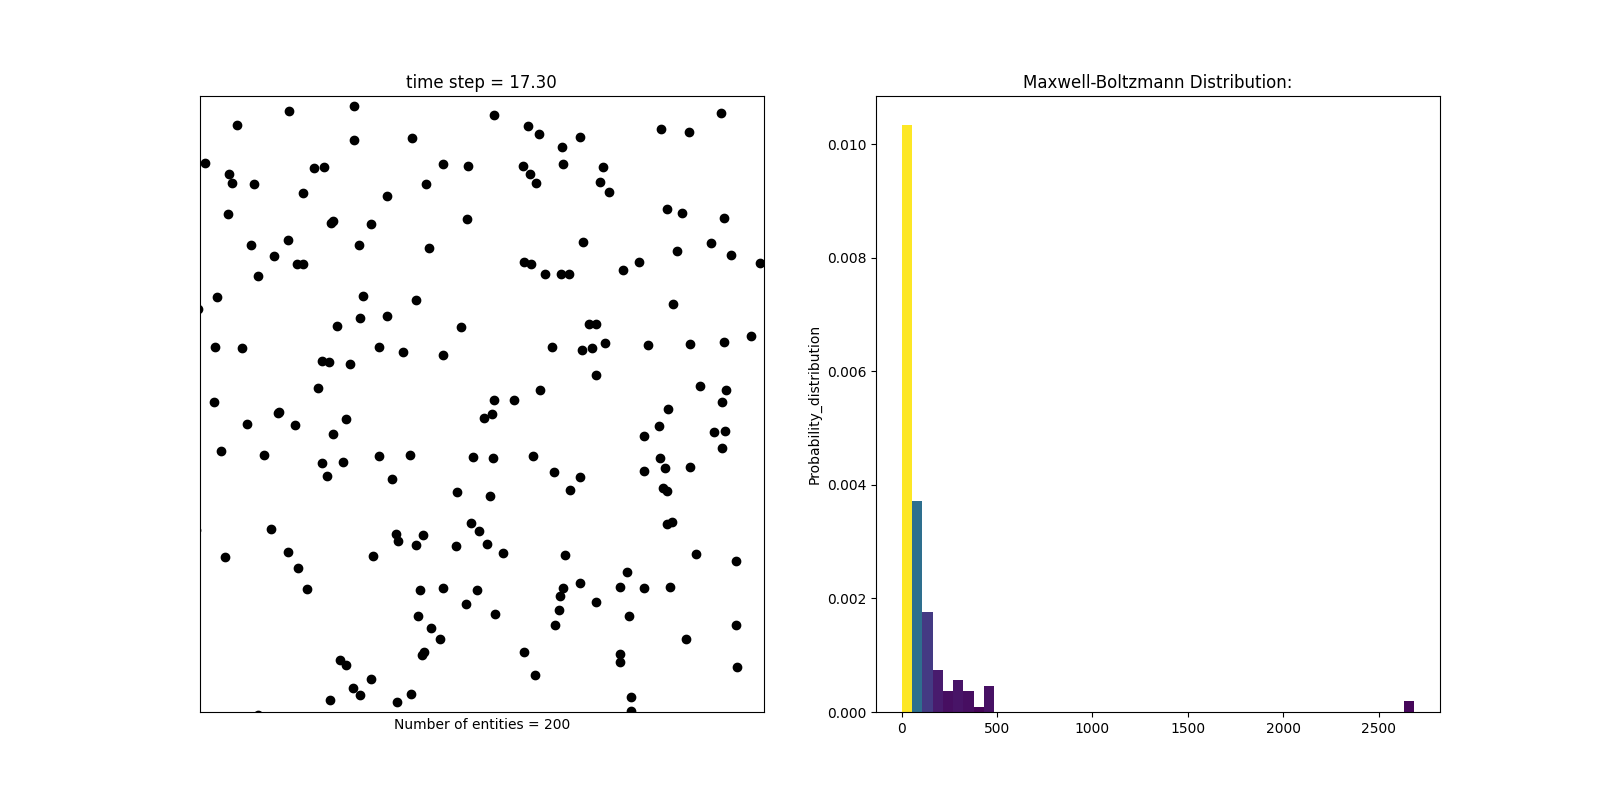 time step = 17.30
Number of entities = 200
Maxwell-Boltzmann Distribution:
Probability_distribution
0.010
0.008
0.006
0.004
0.002
0.000
0 500 1000 1500 2000 2500